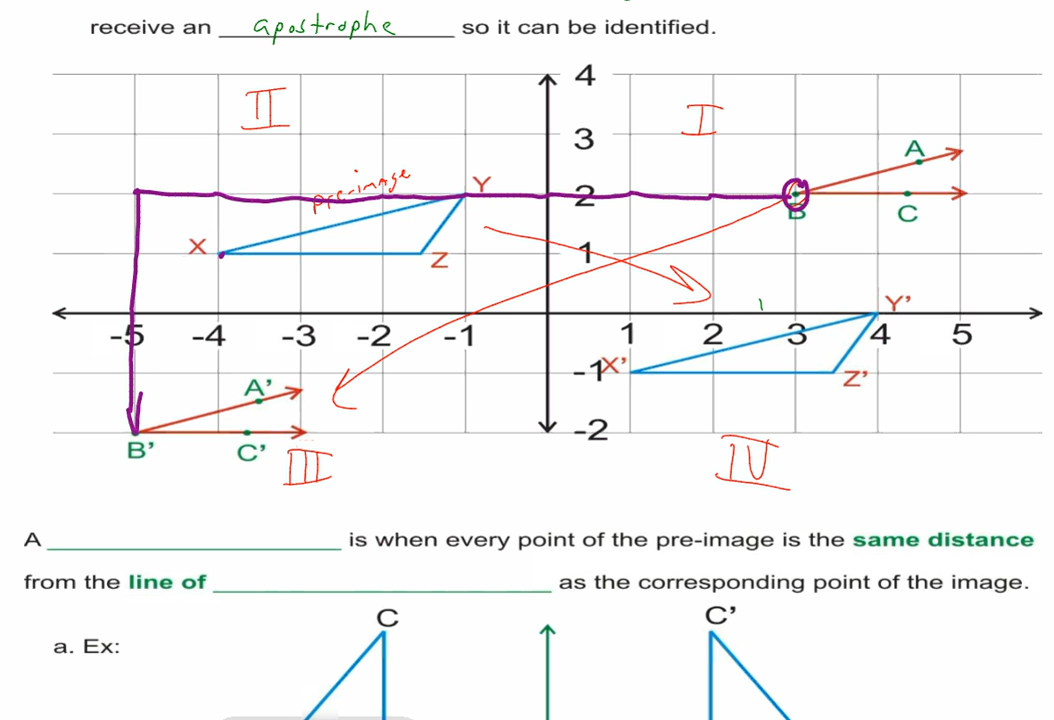 receive an apostrophe so it can be identified.
4
II
I
3
A
pre-image
Y
2
B
C
X
Z
1
Y'
-5 -4 -3 -2 -1 1 2 3 4 5
-1
X'
Z'
A'
-2
B'
C'
III
IV
A ____ is when every point of the pre-image is the same distance
from the line of ____ as the corresponding point of the image.
C
C'
a. Ex: